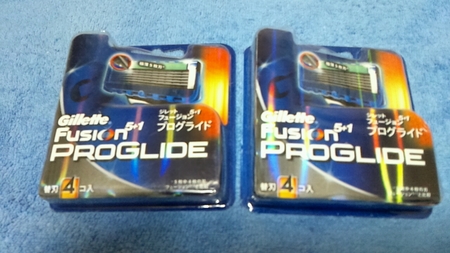 Gillette
Fusion 5+1
PROGLIDE
ジレット
フュージョン 5+1
プログライド
替刃 4 コ入
Gillette
Fusion 5+1
PROGLIDE
ジレット
フュージョン 5+1
プログライド
替刃 4 コ入